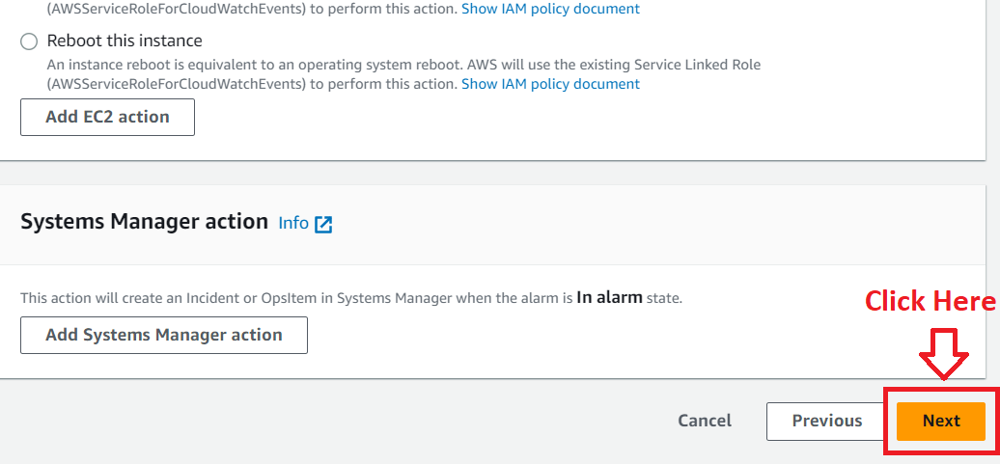 (AWSServiceRoleForCloudWatchEvents) to perform this action. Show IAM policy document
Reboot this instance
An instance reboot is equivalent to an operating system reboot. AWS will use the existing Service Linked Role
(AWSServiceRoleForCloudWatchEvents) to perform this action. Show IAM policy document
Add EC2 action
Systems Manager action Info
This action will create an Incident or OpsItem in Systems Manager when the alarm is In alarm state.
Click Here
Add Systems Manager action
Cancel Previous Next